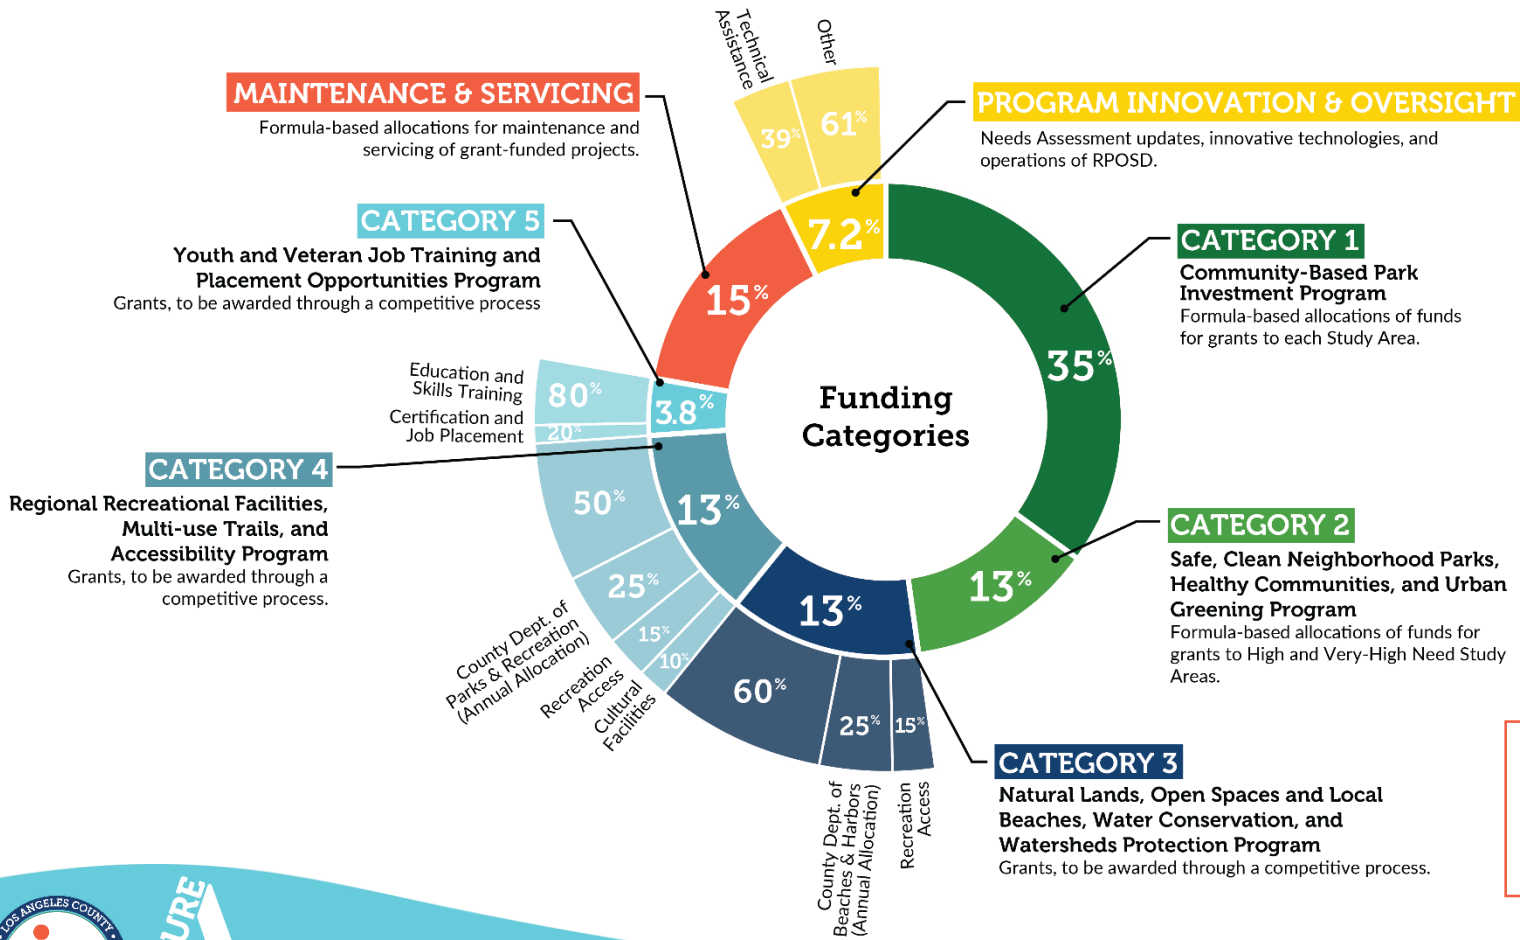 Technical
Assistance
Other
39%
61%
PROGRAM INNOVATION & OVERSIGHT
Needs Assessment updates, innovative technologies, and
operations of RPOSD.
7.2%
MAINTENANCE & SERVICING
Formula-based allocations for maintenance and
servicing of grant-funded projects.
15%
CATEGORY 1
Community-Based Park
Investment Program
Formula-based allocations of funds
for grants to each Study Area.
35%
CATEGORY 5
Youth and Veteran Job Training and
Placement Opportunities Program
Grants, to be awarded through a competitive process
3.8%
Education and
Skills Training
80%
Certification and
Job Placement
20%
Funding
Categories
CATEGORY 4
Regional Recreational Facilities,
Multi-use Trails, and
Accessibility Program
Grants, to be awarded through a
competitive process.
13%
50%
25%
County Dept. of
Parks & Recreation
(Annual Allocation)
15%
Recreation
Access
10%
Cultural
Facilities
CATEGORY 2
Safe, Clean Neighborhood Parks,
Healthy Communities, and Urban
Greening Program
Formula-based allocations of funds for
grants to High and Very-High Need Study
Areas.
13%
13%
60%
25%
15%
County Dept. of
Beaches & Harbors
(Annual Allocation)
Recreation
Access
CATEGORY 3
Natural Lands, Open Spaces and Local
Beaches, Water Conservation, and
Watersheds Protection Program
Grants, to be awarded through a competitive process.
LOS ANGELES COUNTY
URE